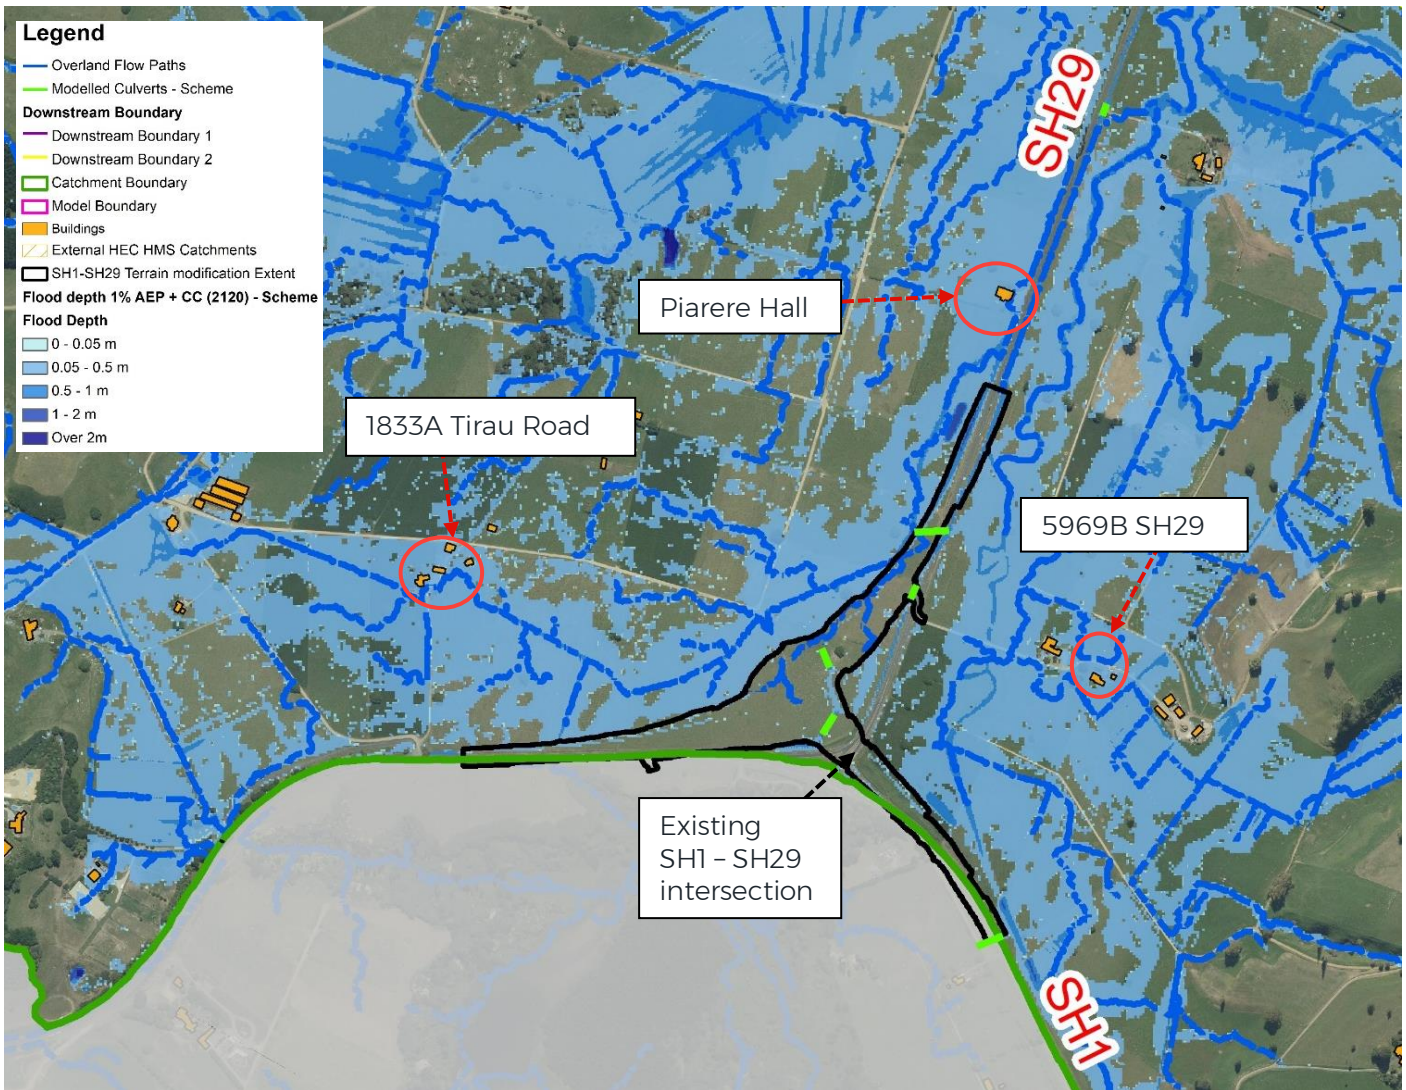 Legend
Overland Flow Paths
Modelled Culverts - Scheme
Downstream Boundary
Downstream Boundary 1
Downstream Boundary 2
Catchment Boundary
Model Boundary
Buildings
External HEC HMS Catchments
SH1-SH29 Terrain modification Extent
Flood depth 1% AEP + CC (2120) - Scheme
Flood Depth
0 - 0.05 m
0.05 - 0.5 m
0.5 - 1 m
1 - 2 m
Over 2m
SH29
Piarere Hall
1833A Tirau Road
5969B SH29
Existing
SH1 – SH29
intersection
SH1